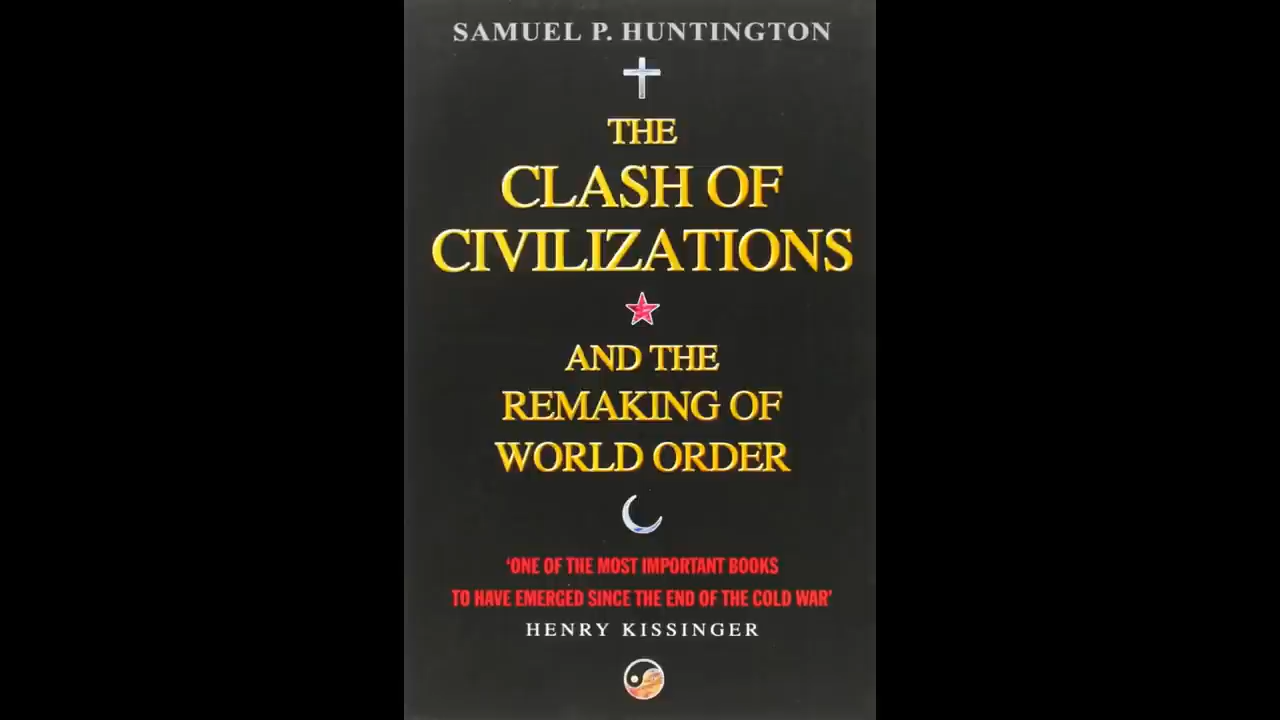 SAMUEL P. HUNTINGTON
THE
CLASH OF
CIVILIZATIONS
AND THE
REMAKING OF
WORLD ORDER
‘ONE OF THE MOST IMPORTANT BOOKS
TO HAVE EMERGED SINCE THE END OF THE COLD WAR’
HENRY KISSINGER